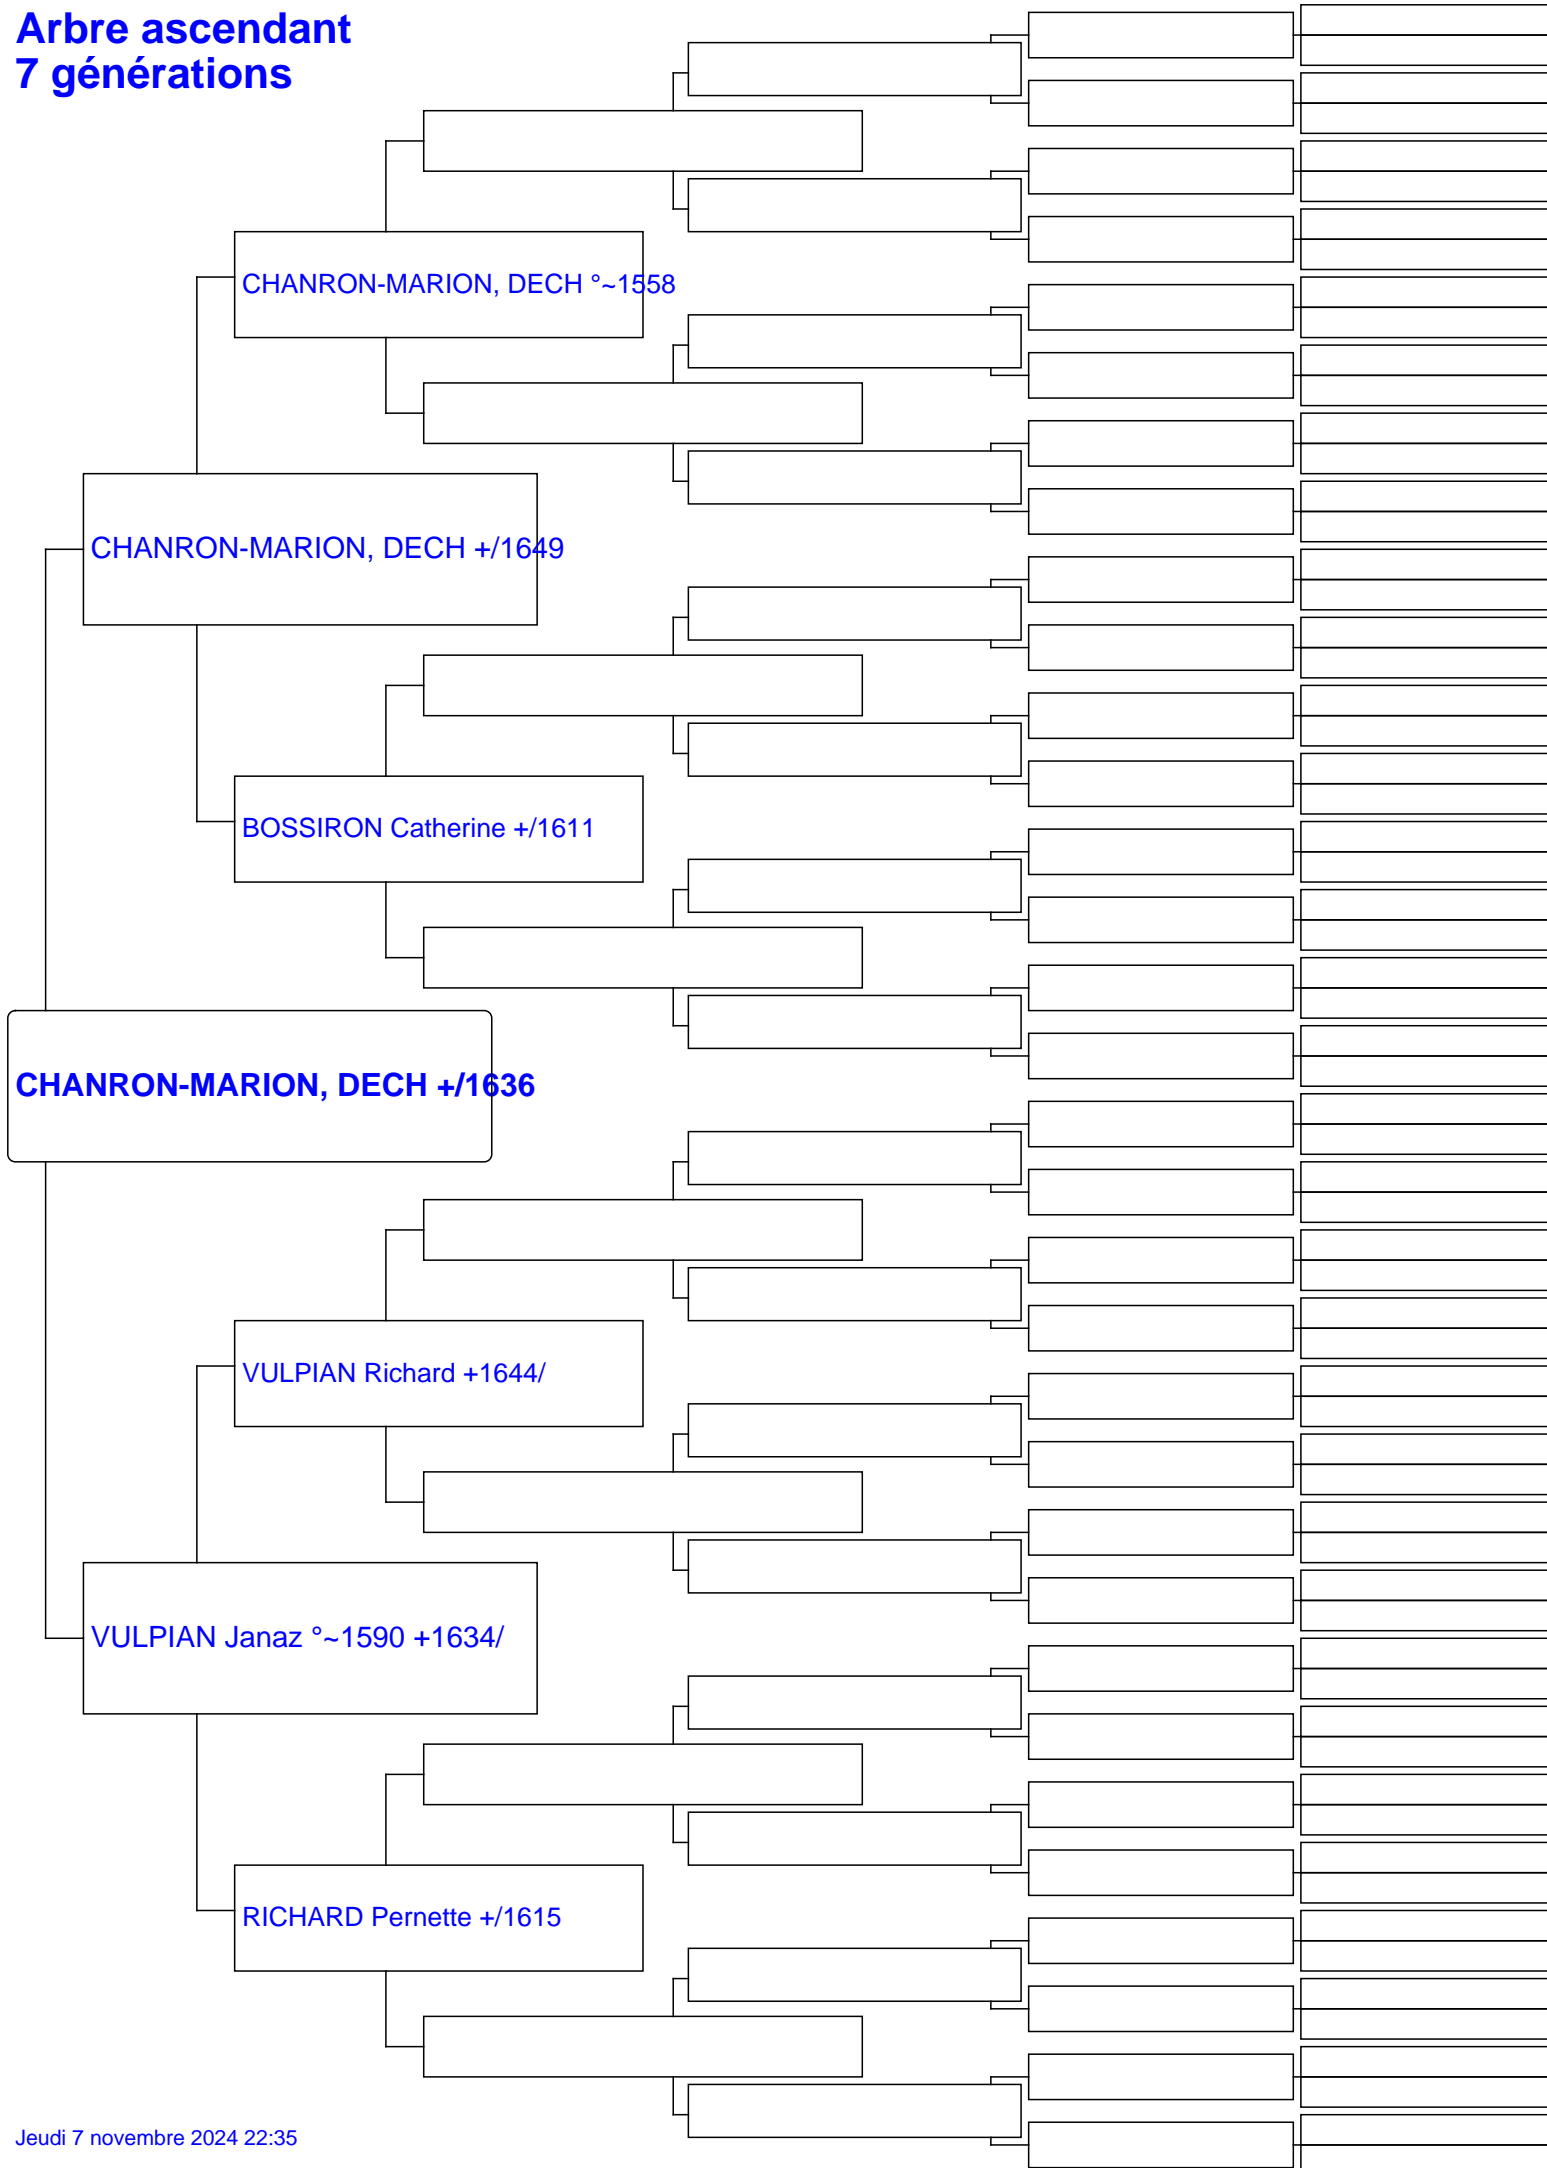 Arbre ascendant
7 générations
CHANRON-MARION, DECH °~1558
CHANRON-MARION, DECH +/1649
BOSSIRON Catherine +/1611
CHANRON-MARION, DECH +/1636
VULPIAN Richard +1644/
VULPIAN Janaz °~1590 +1634/
RICHARD Pernette +/1615
Jeudi 7 novembre 2024 22:35